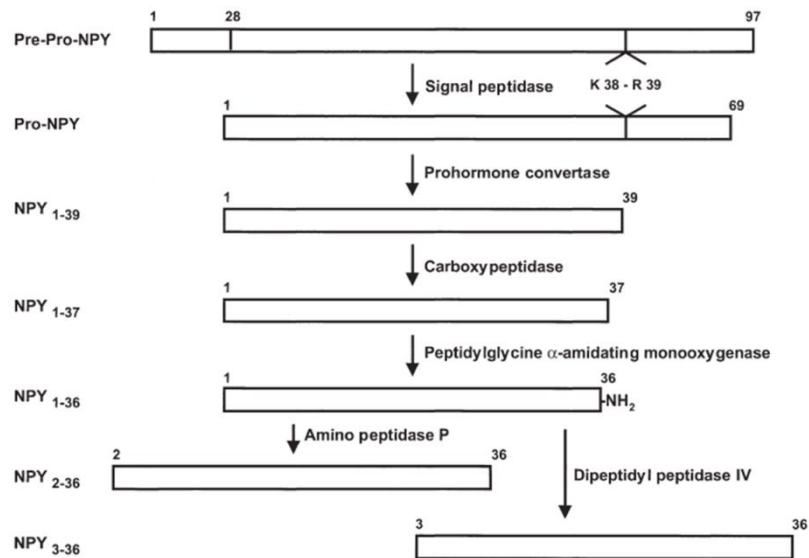 1 28 97
Pre-Pro-NPY
Signal peptidase K 38 - R 39
1 69
Pro-NPY
Prohormone convertase
1 39
NPY 1-39
Carboxypeptidase
1 37
NPY 1-37
Peptidylglycine α-amidating monooxygenase
1 36
NPY 1-36 -NH2
Amino peptidase P
2 36
NPY 2-36 Dipeptidyl peptidase IV
3 36
NPY 3-36